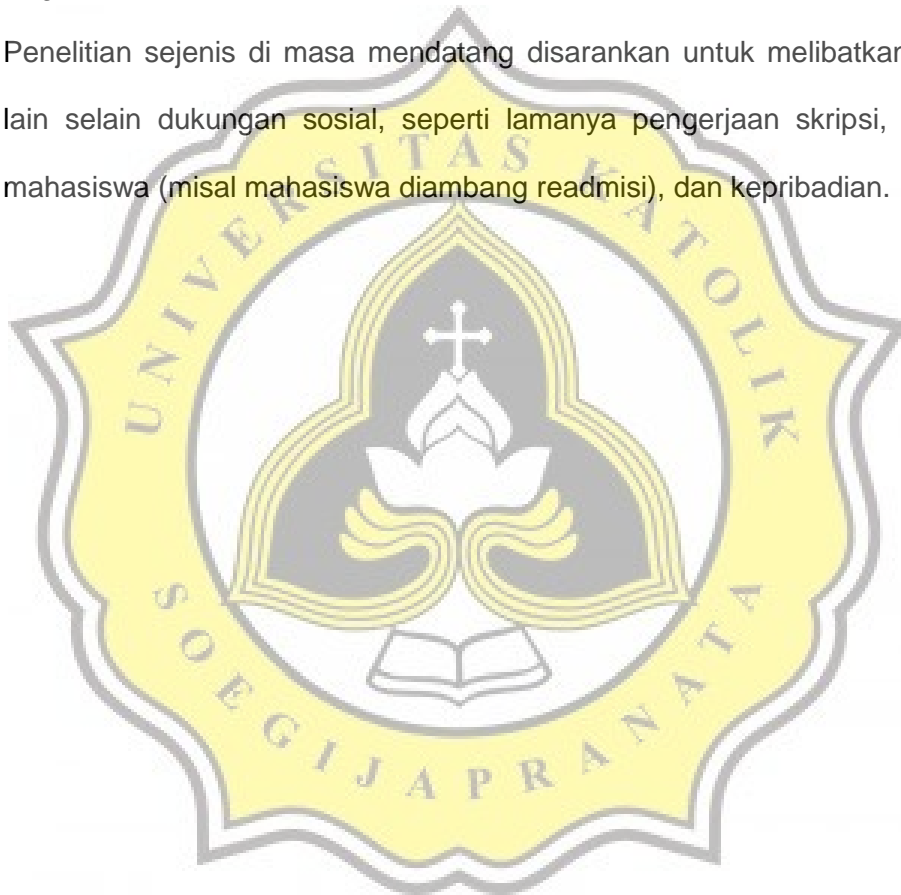 Penelitian sejenis di masa mendatang disarankan untuk melibatkan
lain selain dukungan sosial, seperti lamanya pengerjaan skripsi,
mahasiswa (misal mahasiswa diambang readmisi), dan kepribadian.
UNIVERSITAS KATOLIK
SOEGIJAPRANATA